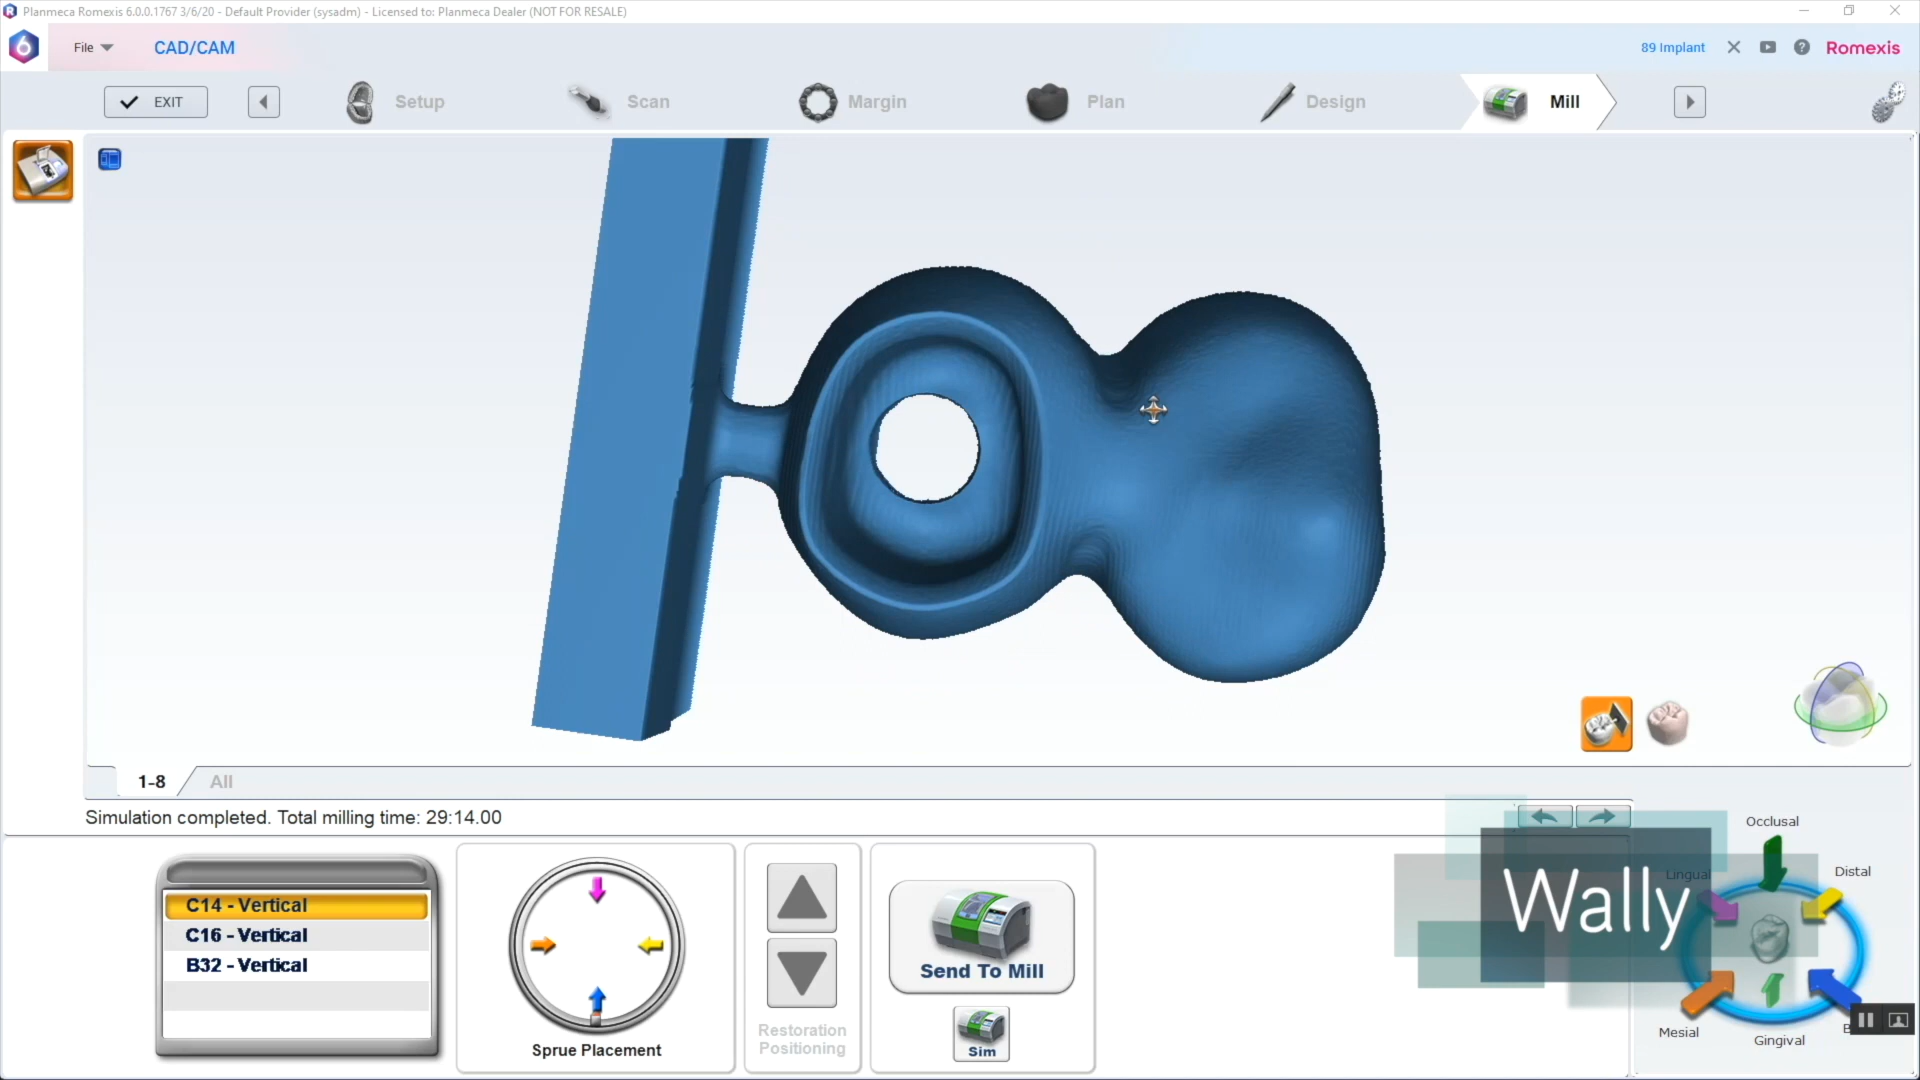 Planmeca Romexis 6.0.0.1767 3/6/20 - Default Provider (sysadm) - Licensed to: Planmeca Dealer (NOT FOR RESALE)
6 File CAD/CAM 89 Implant Romexis
EXIT Setup Scan Margin Plan Design Mill
1-8 All
Simulation completed. Total milling time: 29:14.00
C14 - Vertical
C16 - Vertical
B32 - Vertical
Sprue Placement
Restoration
Positioning
Send To Mill
Sim
Wally
Occlusal
Lingual
Distal
Mesial
Gingival